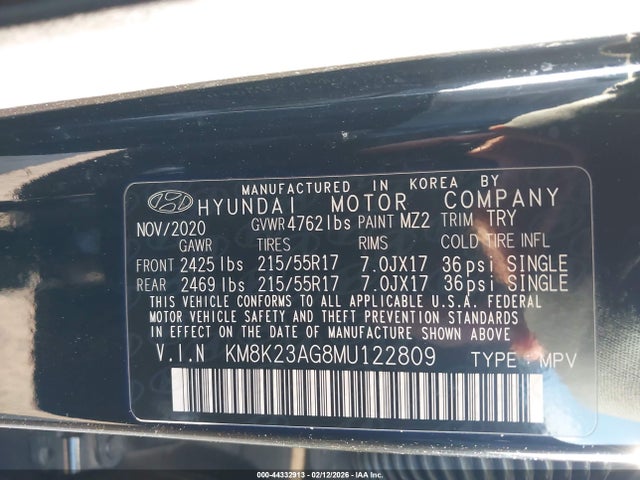 MANUFACTURED IN KOREA BY
HYUNDAI MOTOR COMPANY
NOV/2020 GVWR 4762lbs PAINT MZ2 TRIM TRY
GAWR TIRES RIMS COLD TIRE INFL
FRONT 2425lbs 215/55R17 7.0JX17 36psi SINGLE
REAR 2469lbs 215/55R17 7.0JX17 36psi SINGLE
THIS VEHICLE CONFORMS TO ALL APPLICABLE U.S.A. FEDERAL
MOTOR VEHICLE SAFETY AND THEFT PREVENTION STANDARDS
IN EFFECT ON THE DATE OF MANUFACTURE SHOWN ABOVE.
V.I.N KM8K23AG8MU122809 TYPE : MPV
000-44332913 - 02/12/2026 - IAA Inc.